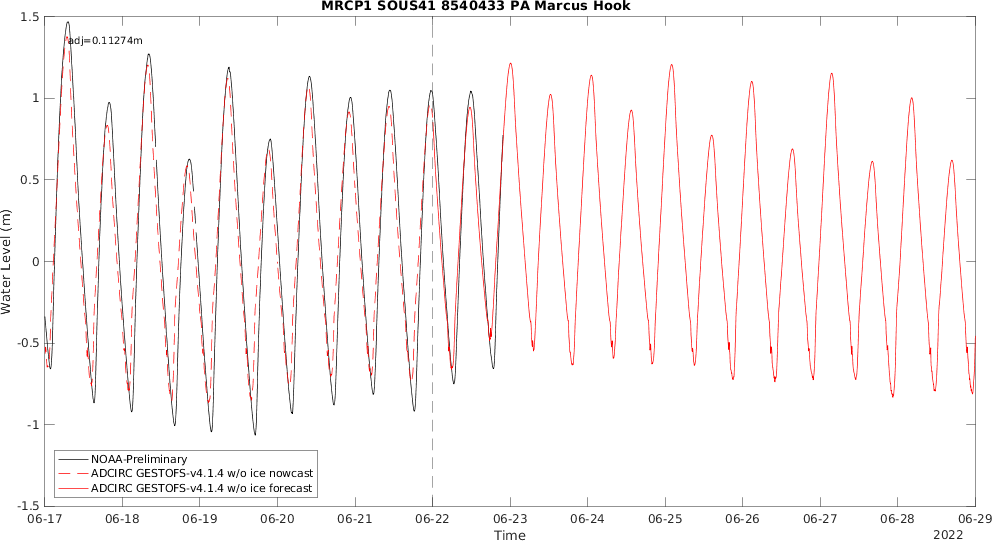 MRCP1 SOUS41 8540433 PA Marcus Hook
adj=0.11274m
1.5
1
0.5
0
-0.5
-1
-1.5
Water Level (m)
NOAA-Preliminary
ADCIRC GESTOFS-v4.1.4 w/o ice nowcast
ADCIRC GESTOFS-v4.1.4 w/o ice forecast
06-17 06-18 06-19 06-20 06-21 06-22 06-23 06-24 06-25 06-26 06-27 06-28 06-29
Time
2022